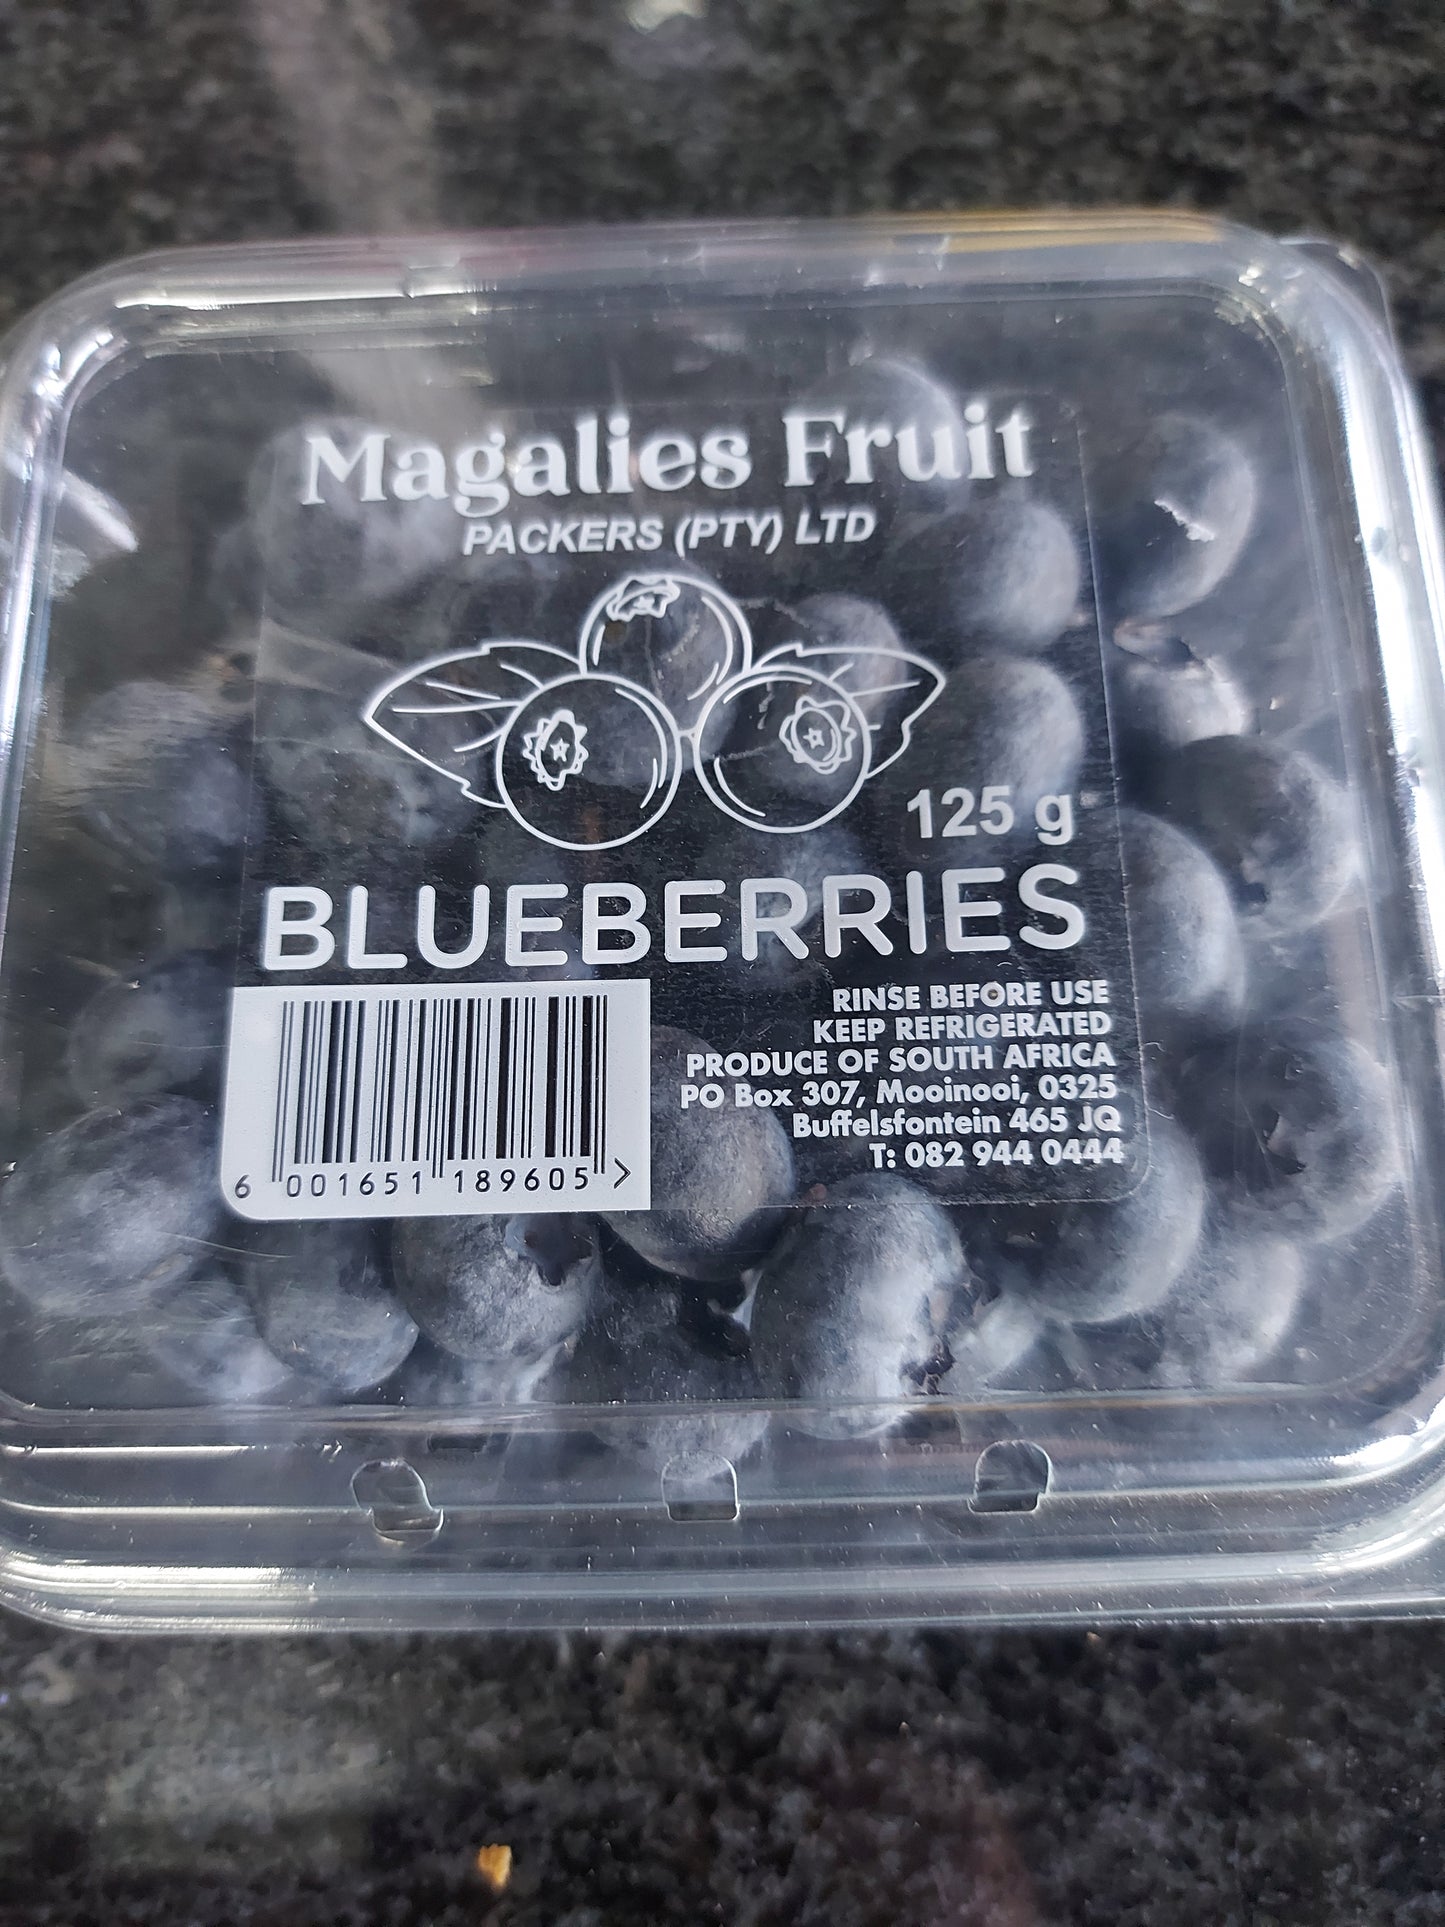 Magalies Fruit
PACKERS (PTY) LTD
125 g
BLUEBERRIES
RINSE BEFORE USE
KEEP REFRIGERATED
PRODUCE OF SOUTH AFRICA
PO Box 307, Mooinooi, 0325
Buffelsfontein 465 JQ
T: 082 944 0444
6 001651 189605 >